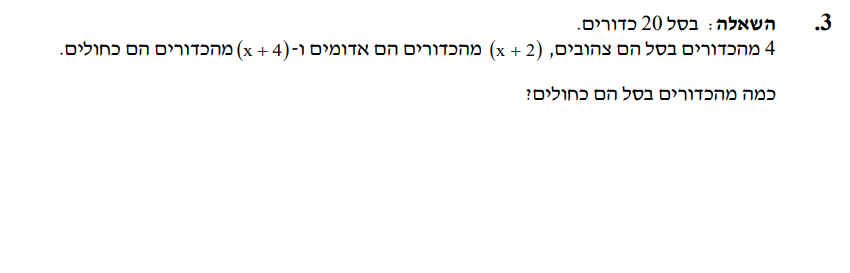 3. השאלה: בסל 20 כדורים.
4 מהכדורים בסל הם צהובים, (x + 2) מהכדורים הם אדומים ו-(x + 4) מהכדורים הם כחולים.
כמה מהכדורים בסל הם כחולים?